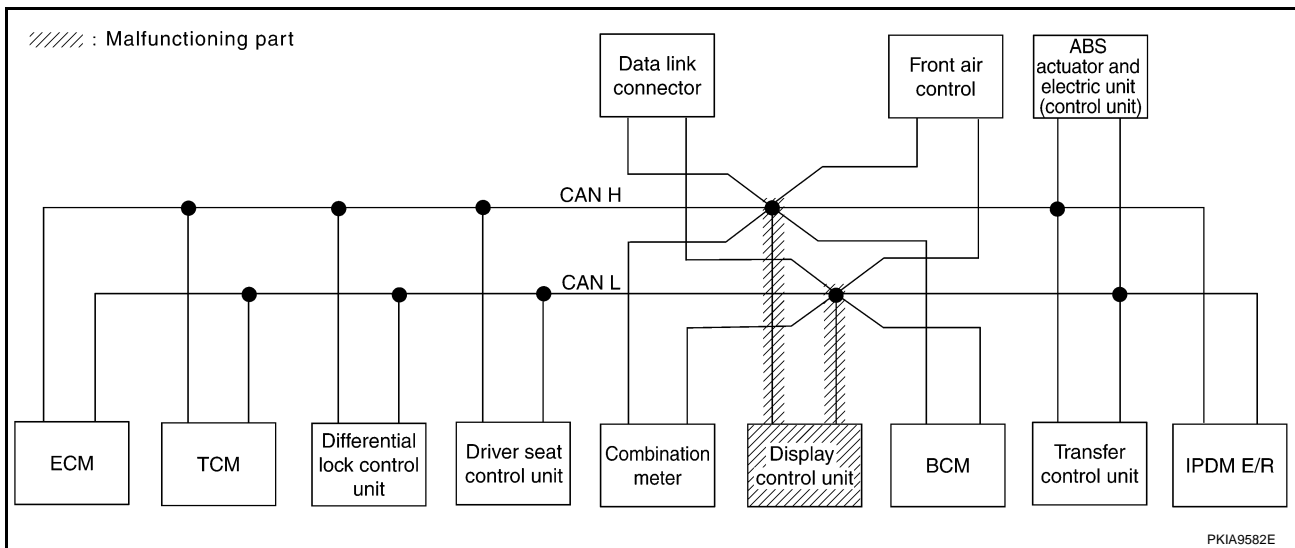 : Malfunctioning part
Data link
connector
Front air
control
ABS
actuator and
electric unit
(control unit)
CAN H
CAN L
ECM
TCM
Differential
lock control
unit
Driver seat
control unit
Combination
meter
Display
control unit
BCM
Transfer
control unit
IPDM E/R
PKIA9582E